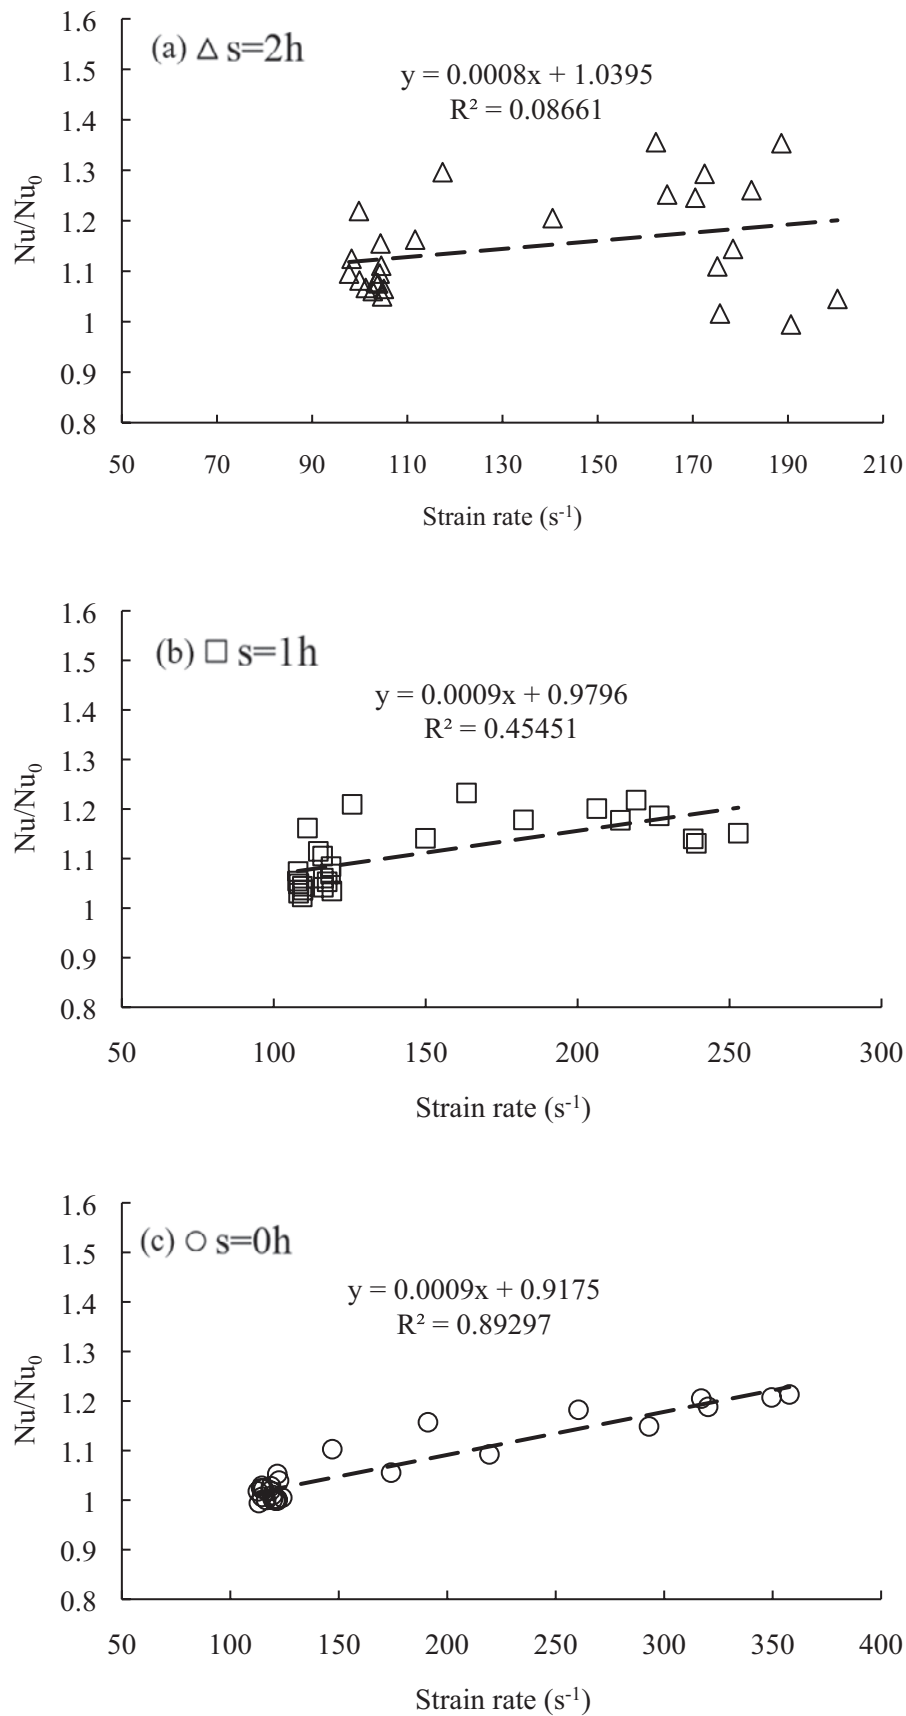 1.6
(a) △ s=2h
1.5
y = 0.0008x + 1.0395
R² = 0.08661
1.4
1.3
1.2
Nu/Nu₀
1.1
1
0.9
0.8
50 70 90 110 130 150 170 190 210
Strain rate (s⁻¹)
1.6
(b) □ s=1h
1.5
y = 0.0009x + 0.9796
R² = 0.45451
1.4
1.3
1.2
Nu/Nu₀
1.1
1
0.9
0.8
50 100 150 200 250 300
Strain rate (s⁻¹)
1.6
(c) ○ s=0h
1.5
y = 0.0009x + 0.9175
R² = 0.89297
1.4
1.3
1.2
Nu/Nu₀
1.1
1
0.9
0.8
50 100 150 200 250 300 350 400
Strain rate (s⁻¹)